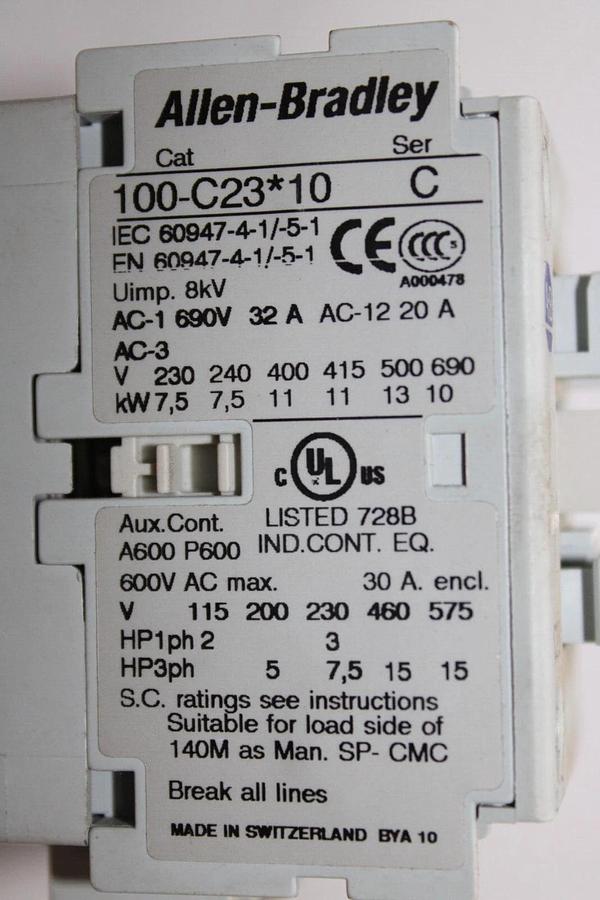 Allen-Bradley
Cat Ser
100-C23*10 C
IEC 60947-4-1/-5-1
EN 60947-4-1/-5-1
CE CCC S
A000478
Uimp. 8kV
AC-1 690V 32 A AC-12 20 A
AC-3
V 230 240 400 415 500 690
kW 7,5 7,5 11 11 13 10
C UL US
Aux.Cont. LISTED 728B
A600 P600 IND.CONT. EQ.
600V AC max. 30 A. encl.
V 115 200 230 460 575
HP1ph 2 3
HP3ph 5 7,5 15 15
S.C. ratings see instructions
Suitable for load side of
140M as Man. SP- CMC
Break all lines
MADE IN SWITZERLAND BYA 10